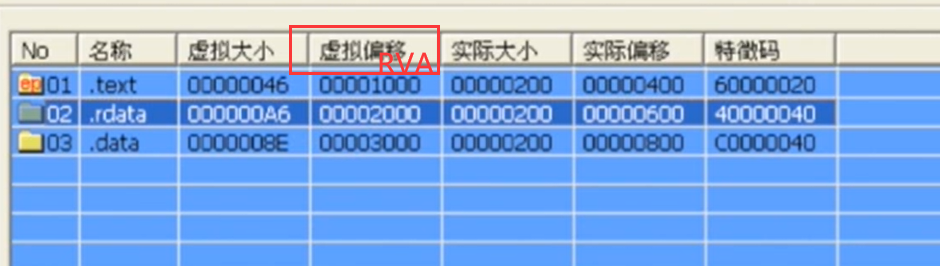 No 名称 虚拟大小 虚拟偏移 实际大小 实际偏移 特徵码
RVA
ep 01 .text 00000046 00001000 00000200 00000400 60000020
02 .rdata 000000A6 00002000 00000200 00000600 40000040
03 .data 0000008E 00003000 00000200 00000800 C0000040